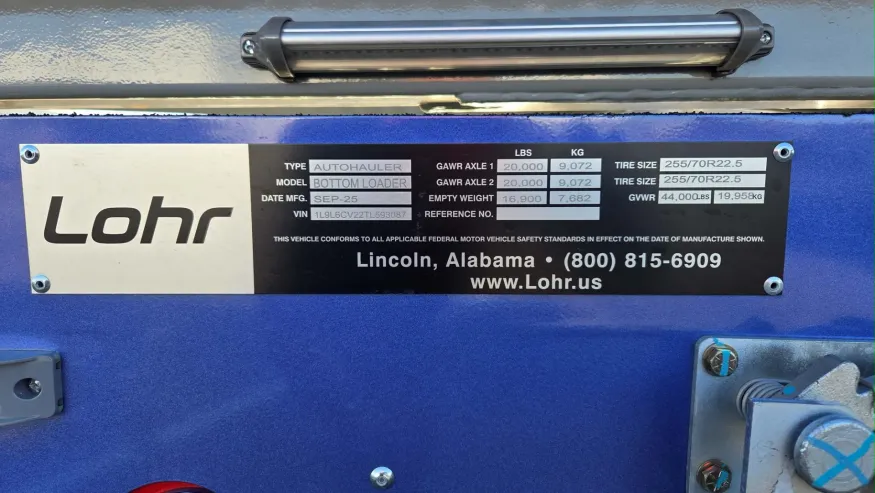 Lohr
LBS KG
TYPE AUTOHAULER GAWR AXLE 1 20,000 9,072 TIRE SIZE 255/70R22.5
MODEL BOTTOM LOADER GAWR AXLE 2 20,000 9,072 TIRE SIZE 255/70R22.5
DATE MFG. SEP-25 EMPTY WEIGHT 16,900 7,662 GVWR 44,000LBS 19,958KG
VIN 1L9L6CV22TL593087 REFERENCE NO.
THIS VEHICLE CONFORMS TO ALL APPLICABLE FEDERAL MOTOR VEHICLE SAFETY STANDARDS IN EFFECT ON THE DATE OF MANUFACTURE SHOWN.
Lincoln, Alabama • (800) 815-6909
www.Lohr.us